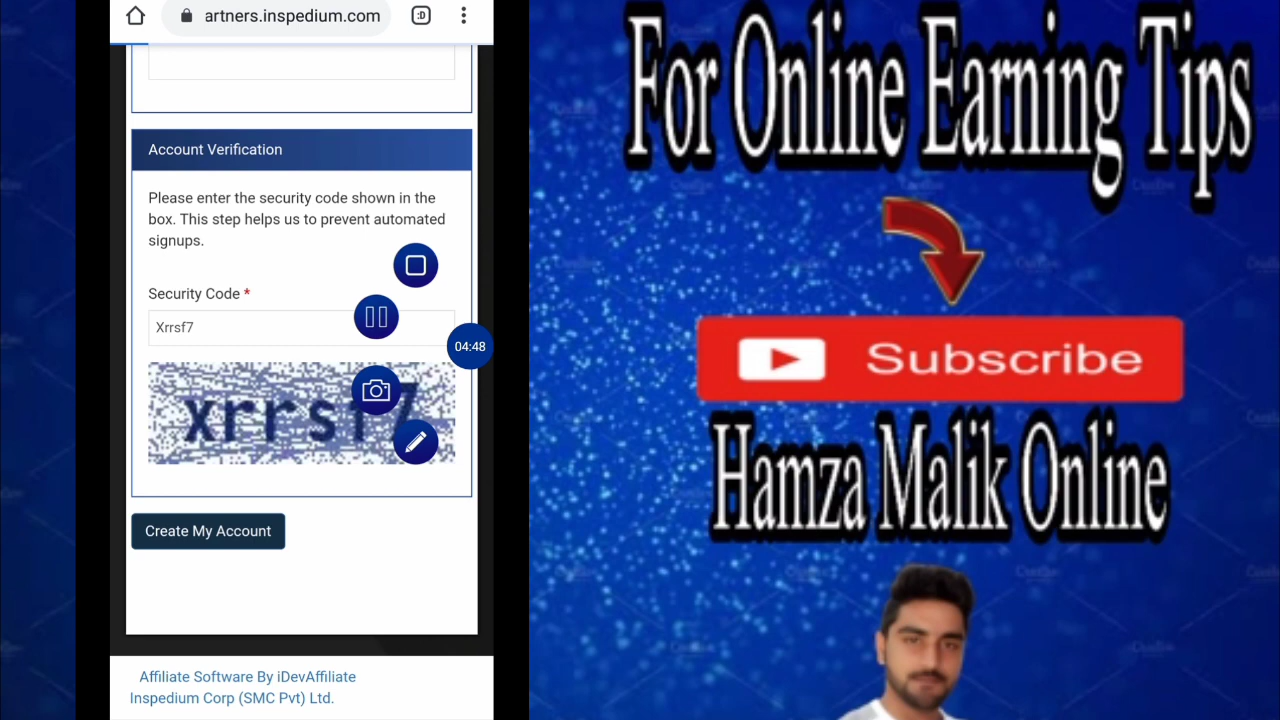 artners.inspedium.com
:D
Account Verification
Please enter the security code shown in the
box. This step helps us to prevent automated
signups.
Security Code *
Xrrsf7
04:48
xrrsf7
Create My Account
Affiliate Software By iDevAffiliate
Inspedium Corp (SMC Pvt) Ltd.
For Online Earning Tips
Subscribe
Hamza Malik Online